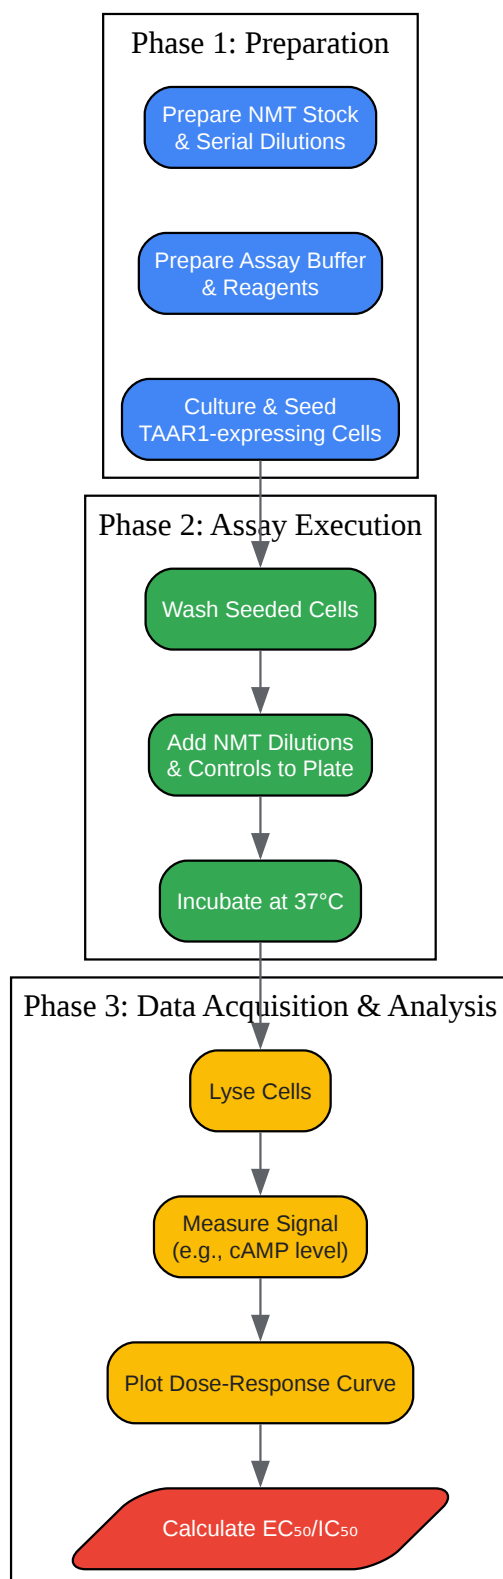 Phase 1: Preparation
Prepare NMT Stock
& Serial Dilutions
Prepare Assay Buffer
& Reagents
Culture & Seed
TAAR1-expressing Cells
Phase 2: Assay Execution
Wash Seeded Cells
Add NMT Dilutions
& Controls to Plate
Incubate at 37°C
Phase 3: Data Acquisition & Analysis
Lyse Cells
Measure Signal
(e.g., cAMP level)
Plot Dose-Response Curve
Calculate EC₅₀/IC₅₀